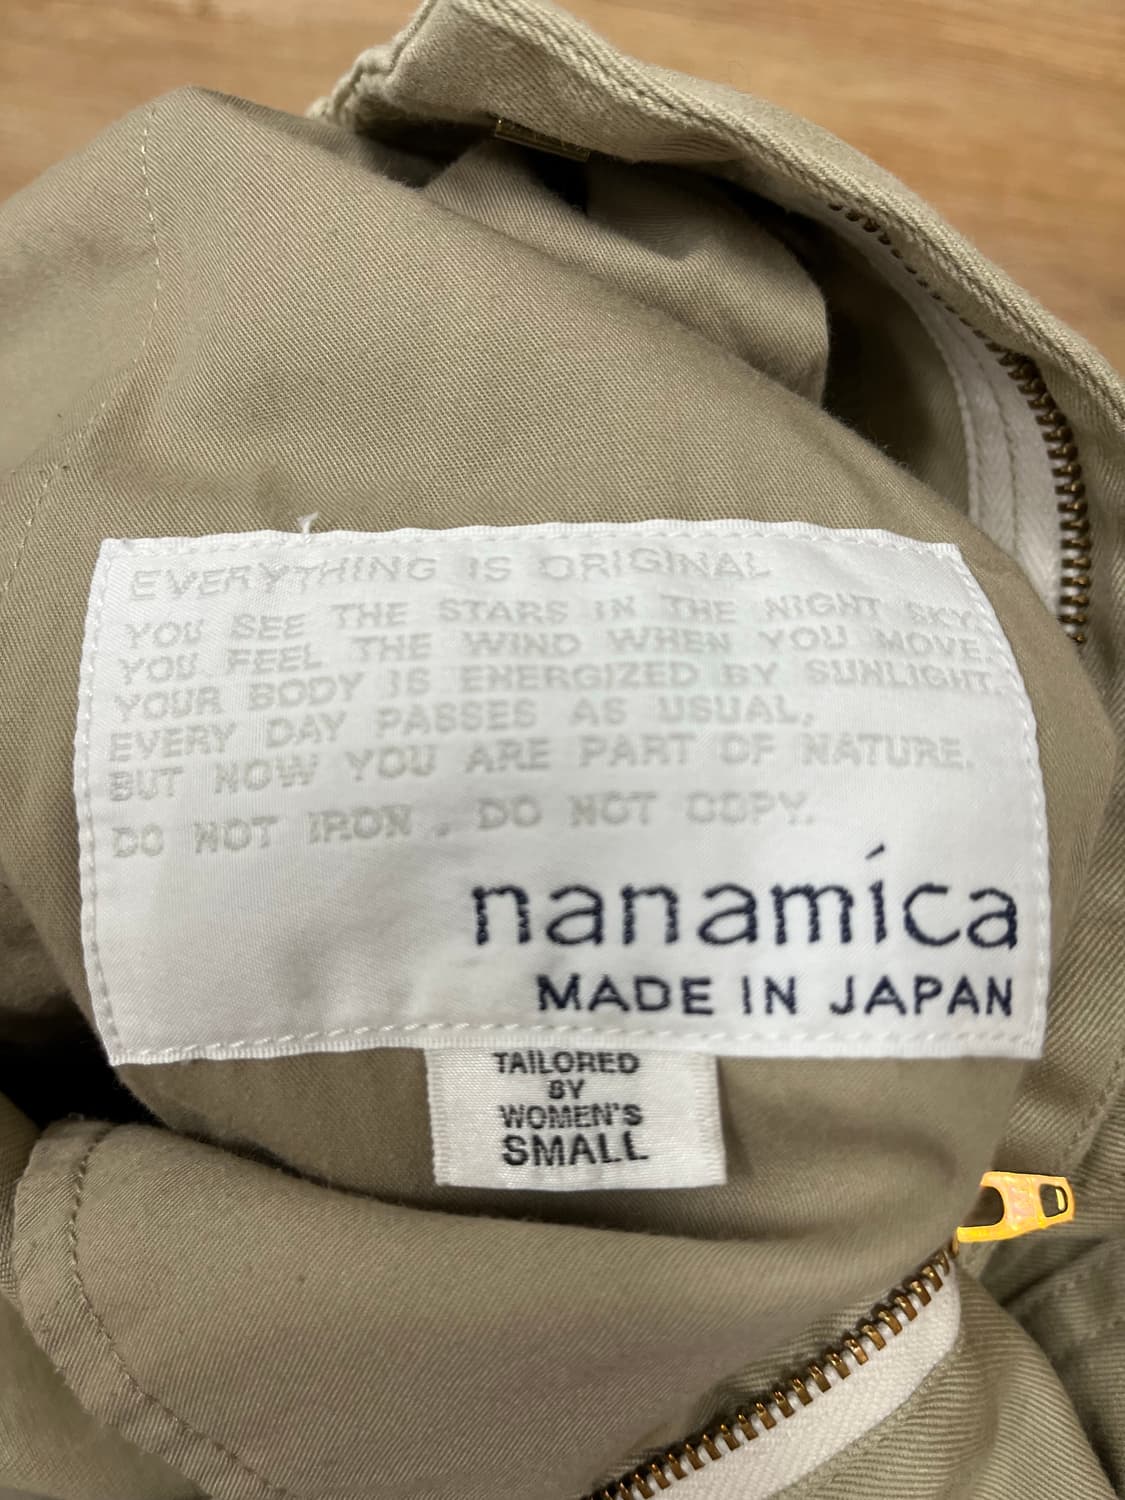 EVERYTHING IS ORIGINAL
YOU SEE THE STARS IN THE NIGHT SKY.
YOU FEEL THE WIND WHEN YOU MOVE.
YOUR BODY IS ENERGIZED BY SUNLIGHT.
EVERY DAY PASSES AS USUAL,
BUT NOW YOU ARE PART OF NATURE.
DO NOT IRON . DO NOT COPY.
nanamíca
MADE IN JAPAN
TAILORED
BY
WOMEN'S
SMALL